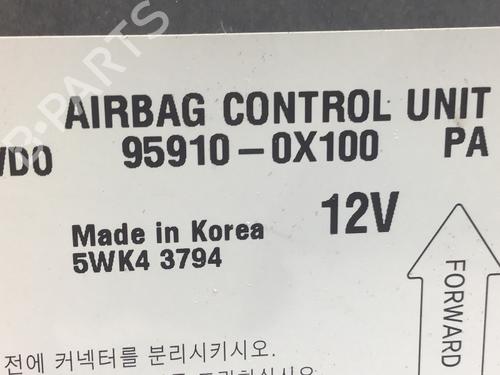 AIRBAG CONTROL UNIT
VDO 95910-0X100 PA
Made in Korea 12V
5WK4 3794
FORWARD
전에 커넥터를 분리시키시오.
B-PARTS